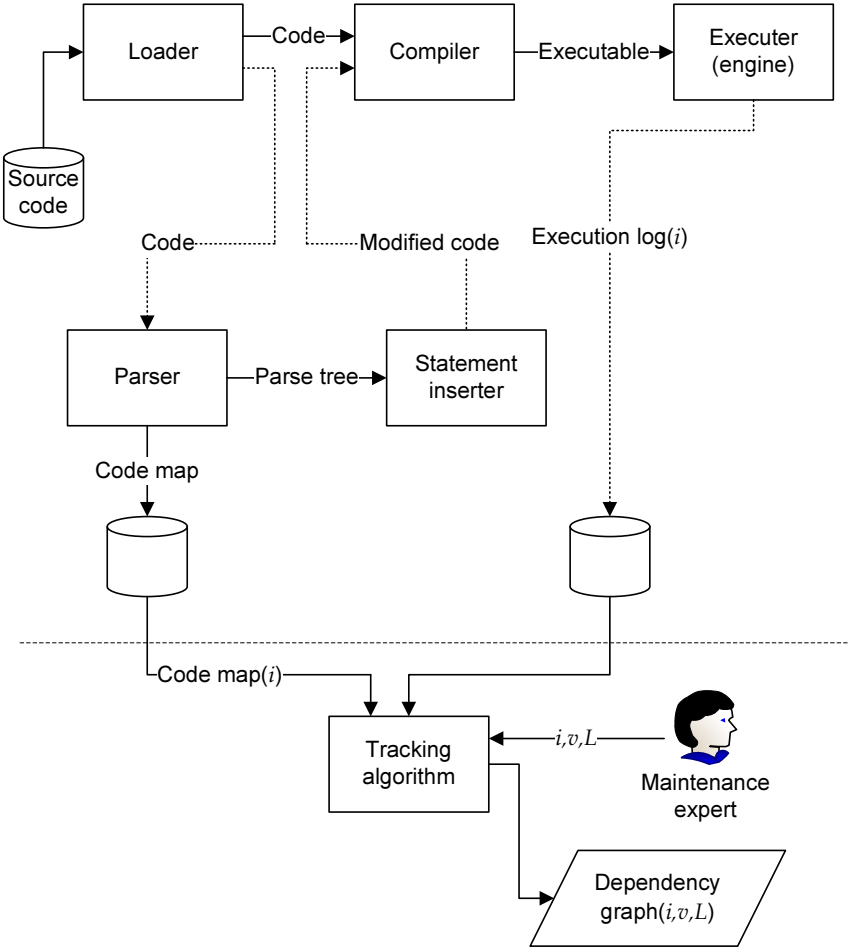 Loader
Code
Compiler
Executable
Executer
(engine)
Source
code
Code
Modified code
Execution log(i)
Parser
Parse tree
Statement
inserter
Code map
Code map(i)
Tracking
algorithm
i,v,L
Maintenance
expert
Dependency
graph(i,v,L)